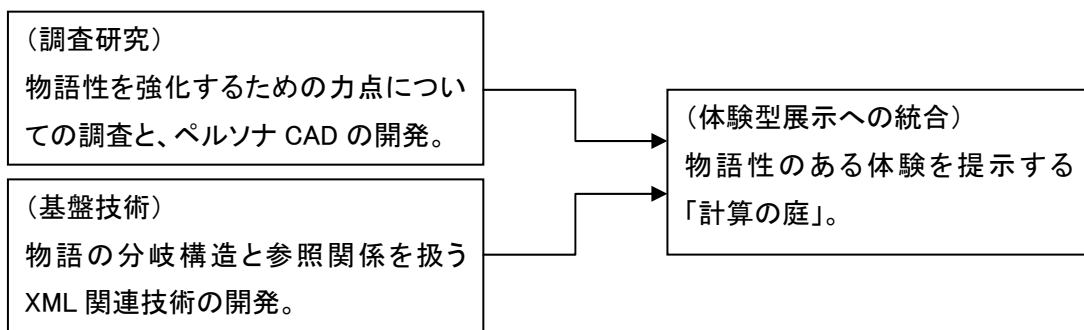 （調査研究）
物語性を強化するための力点につい
ての調査と、ペルソナ CAD の開発。
（基盤技術）
物語の分岐構造と参照関係を扱う
XML 関連技術の開発。
（体験型展示への統合）
物語性のある体験を提示する
「計算の庭」。